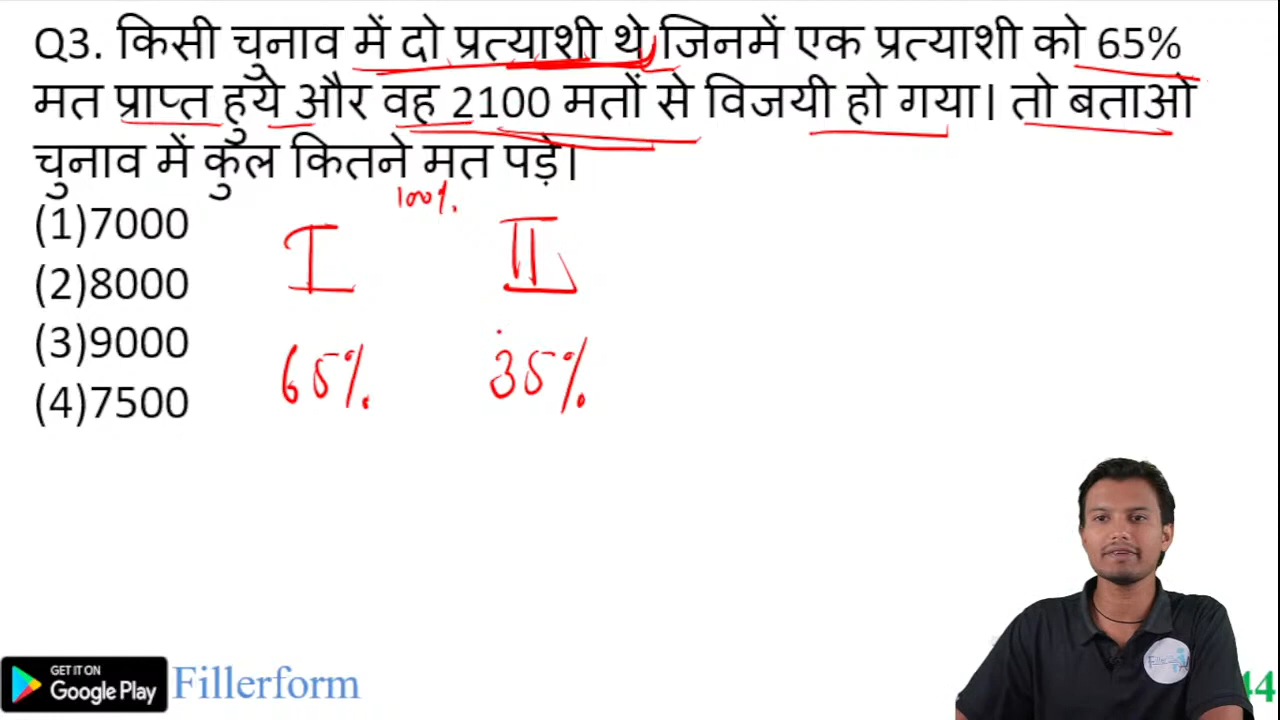 Q3. किसी चुनाव में दो प्रत्याशी थे जिनमें एक प्रत्याशी को 65%
मत प्राप्त हुये और वह 2100 मतों से विजयी हो गया। तो बताओ
चुनाव में कुल कितने मत पड़े।
100%
(1)7000
I II
(2)8000
(3)9000
65% 35%
(4)7500
GET IT ON
Google Play
Fillerform
44